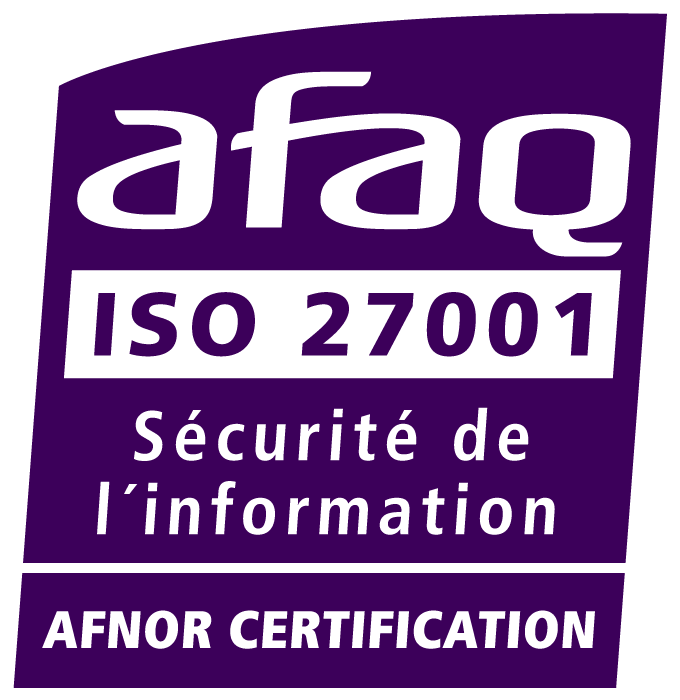 afaq
ISO 27001
Sécurité de
l´information
AFNOR CERTIFICATION